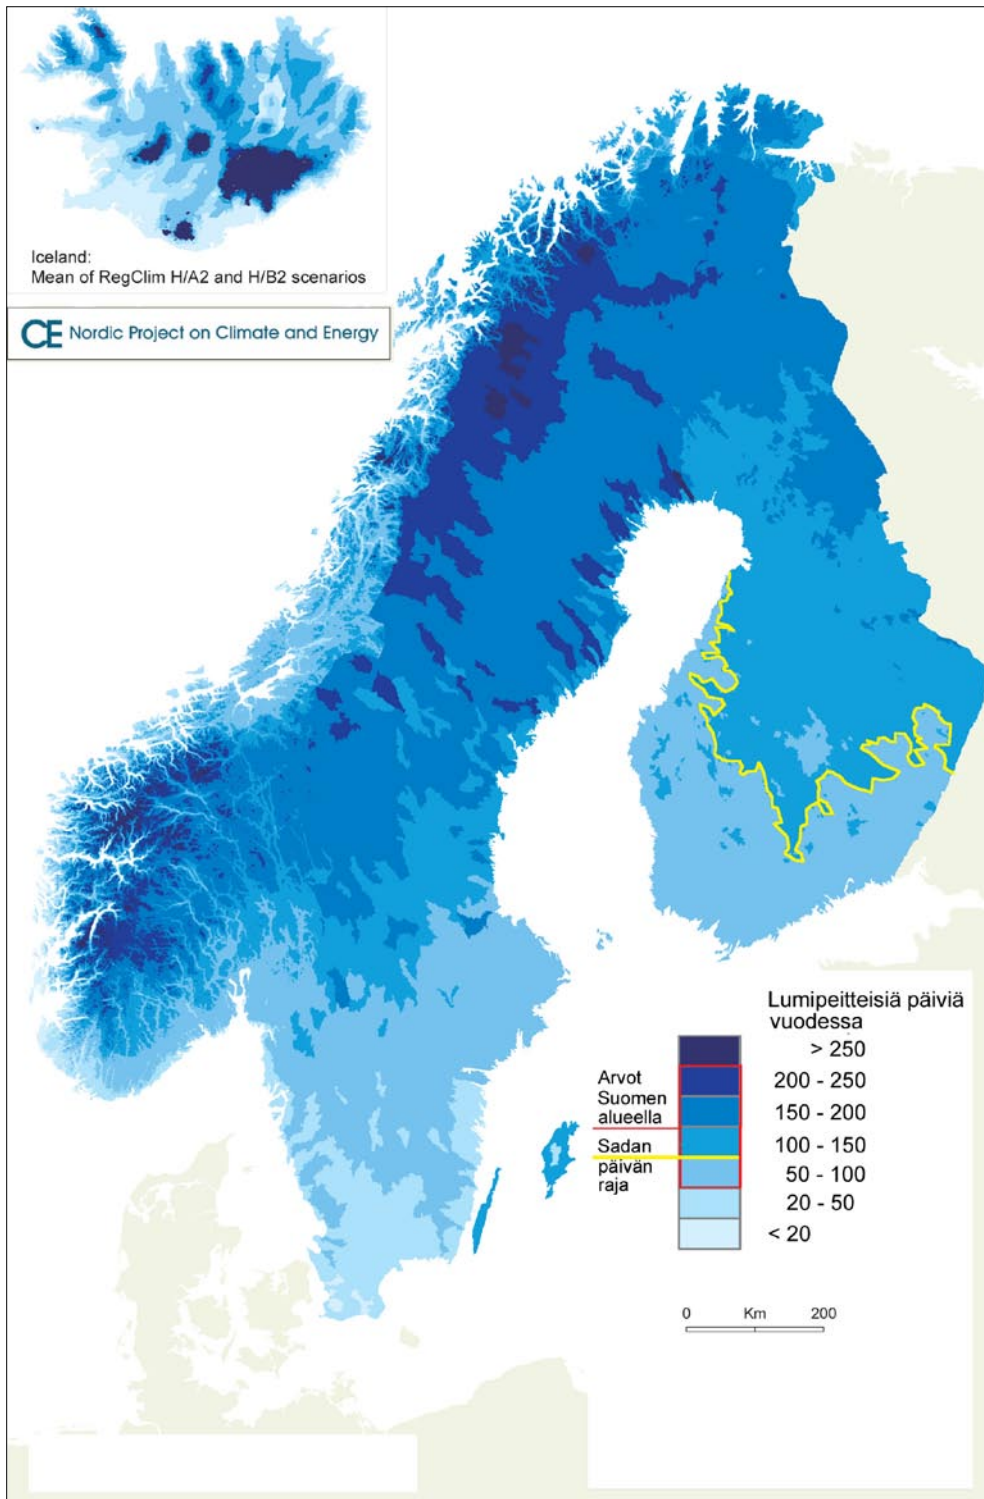 Iceland:
Mean of RegClim H/A2 and H/B2 scenarios
CE Nordic Project on Climate and Energy
Lumipeitteisiä päiviä
vuodessa
> 250
200 - 250
150 - 200
100 - 150
50 - 100
20 - 50
< 20
Arvot
Suomen
alueella
Sadan
päivän
raja
0 Km 200